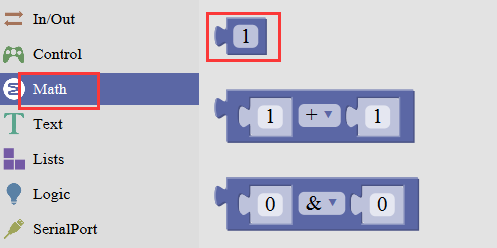 In/Out
Control
Math
Text
Lists
Logic
SerialPort
1
1 + 1
0 & 0